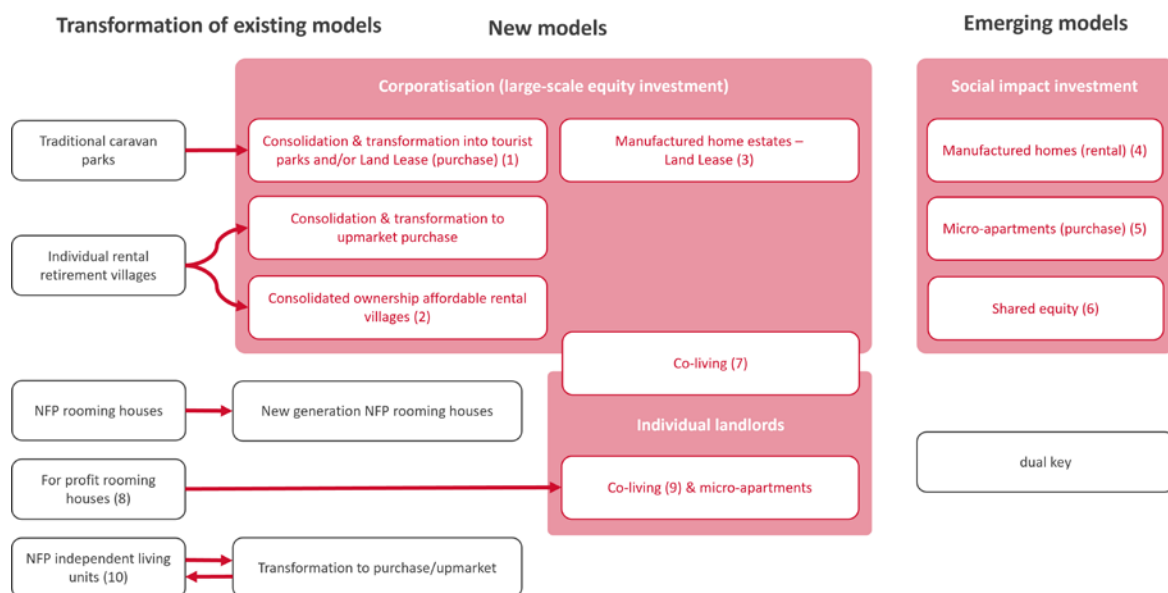 Transformation of existing models
New models
Emerging models
Corporatisation (large-scale equity investment)
Social impact investment
Traditional caravan
parks
Consolidation & transformation into tourist
parks and/or Land Lease (purchase) (1)
Manufactured home estates –
Land Lease (3)
Manufactured homes (rental) (4)
Individual rental
retirement villages
Consolidation & transformation to
upmarket purchase
Micro-apartments (purchase) (5)
Consolidated ownership affordable rental
villages (2)
Shared equity (6)
Co-living (7)
NFP rooming houses
New generation NFP rooming houses
Individual landlords
dual key
For profit rooming
houses (8)
Co-living (9) & micro-apartments
NFP independent living
units (10)
Transformation to purchase/upmarket